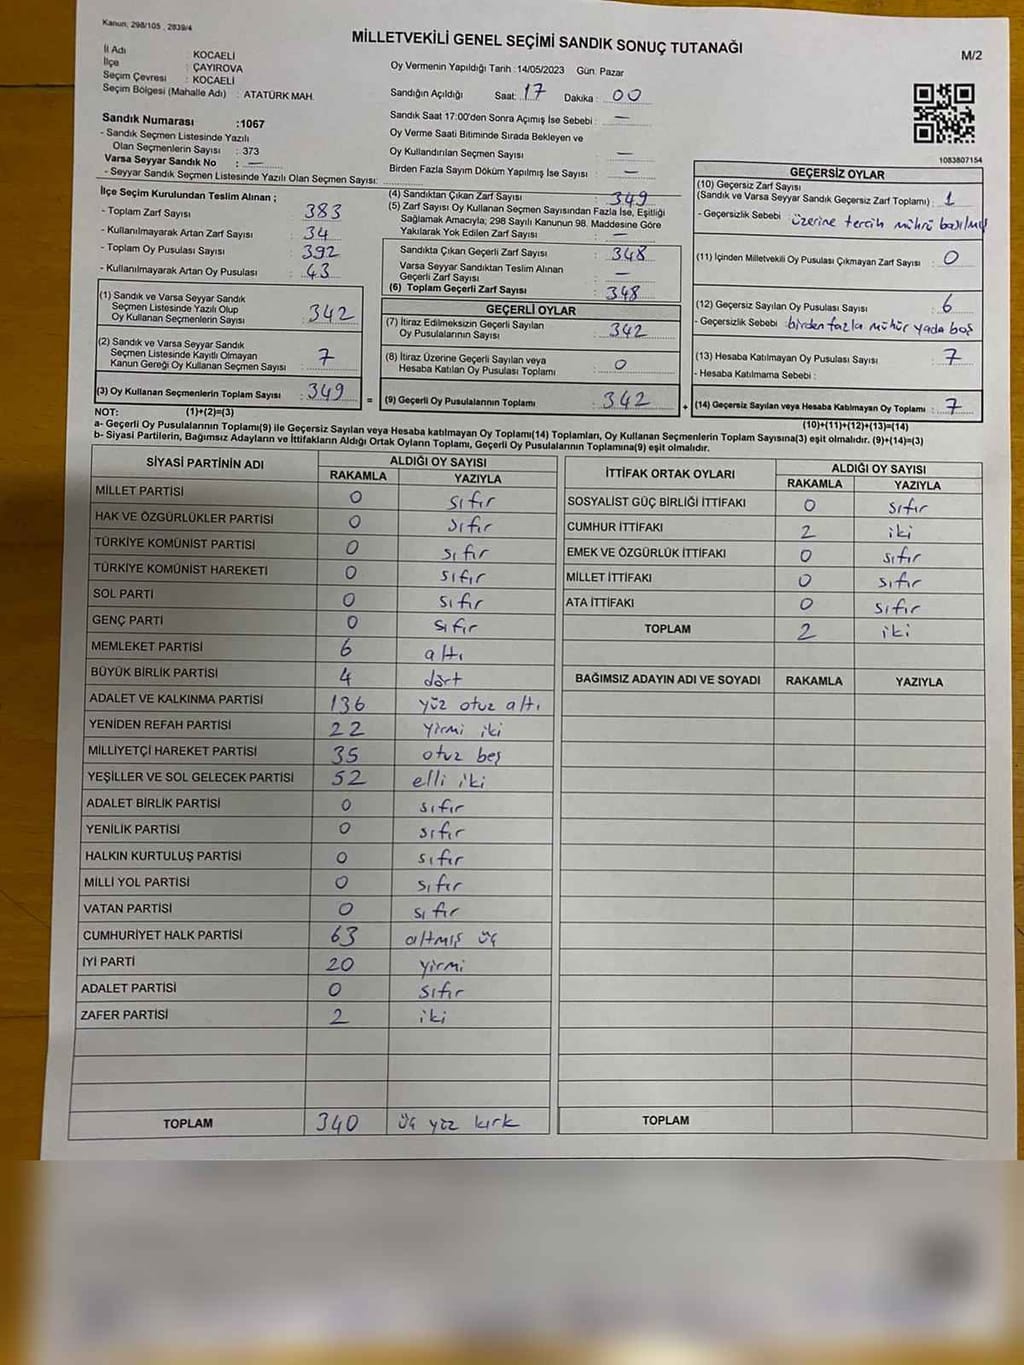 Kanun; 298/105 , 2839/4
MİLLETVEKİLİ GENEL SEÇİMİ SANDIK SONUÇ TUTANAĞI
M/2
İl Adı : KOCAELİ
İlçe : ÇAYIROVA
Seçim Çevresi : KOCAELİ
Seçim Bölgesi (Mahalle Adı) : ATATÜRK MAH.
Sandık Numarası :1067
- Sandık Seçmen Listesinde Yazılı
Olan Seçmenlerin Sayısı : 373
Varsa Seyyar Sandık No : —
- Seyyar Sandık Seçmen Listesinde Yazılı Olan Seçmen Sayısı:
Oy Vermenin Yapıldığı Tarih :14/05/2023 Gün: Pazar
Sandığın Açıldığı Saat: 17 Dakika : 00
Sandık Saat 17:00'den Sonra Açımış İse Sebebi : —
Oy Verme Saati Bitiminde Sırada Bekleyen ve
Oy Kullandırılan Seçmen Sayısı : —
Birden Fazla Sayım Döküm Yapılmış İse Sayısı : —
1083807154
İlçe Seçim Kurulundan Teslim Alınan ;
- Toplam Zarf Sayısı : 383
- Kullanılmayarak Artan Zarf Sayısı : 34
- Toplam Oy Pusulası Sayısı : 392
- Kullanılmayarak Artan Oy Pusulası : 43
(1) Sandık ve Varsa Seyyar Sandık
Seçmen Listesinde Yazılı Olup
Oy Kullanan Seçmenlerin Sayısı : 342
(2) Sandık ve Varsa Seyyar Sandık
Seçmen Listesinde Kayıtlı Olmayan
Kanun Gereği Oy Kullanan Seçmen Sayısı : 7
(3) Oy Kullanan Seçmenlerin Toplam Sayısı : 349
(4) Sandıktan Çıkan Zarf Sayısı : 349
(5) Zarf Sayısı Oy Kullanan Seçmen Sayısından Fazla İse, Eşitliği
Sağlamak Amacıyla; 298 Sayılı Kanunun 98. Maddesine Göre
Yakılarak Yok Edilen Zarf Sayısı : —
Sandıkta Çıkan Geçerli Zarf Sayısı : 348
Varsa Seyyar Sandıktan Teslim Alınan
Geçerli Zarf Sayısı : —
(6) Toplam Geçerli Zarf Sayısı : 348
GEÇERLİ OYLAR
(7) İtiraz Edilmeksizin Geçerli Sayılan
Oy Pusulalarının Sayısı : 342
(8) İtiraz Üzerine Geçerli Sayılan veya
Hesaba Katılan Oy Pusulası Toplamı : 0
= (9) Geçerli Oy Pusulalarının Toplamı : 342
GEÇERSİZ OYLAR
(10) Geçersiz Zarf Sayısı
(Sandık ve Varsa Seyyar Sandık Geçersiz Zarf Toplamı) : 1
- Geçersizlik Sebebi : üzerine tercih mührü basılmış
(11) İçinden Milletvekili Oy Pusulası Çıkmayan Zarf Sayısı : 0
(12) Geçersiz Sayılan Oy Pusulası Sayısı : 6
- Geçersizlik Sebebi : birden fazla mühür yada boş
(13) Hesaba Katılmayan Oy Pusulası Sayısı : 7
- Hesaba Katılmama Sebebi :
+ (14) Geçersiz Sayılan veya Hesaba Katılmayan Oy Toplamı : 7
NOT: (1)+(2)=(3) (10)+(11)+(12)+(13)=(14)
a- Geçerli Oy Pusulalarının Toplamı(9) ile Geçersiz Sayılan veya Hesaba katılmayan Oy Toplamı(14) Toplamları, Oy Kullanan Seçmenlerin Toplam Sayısına(3) eşit olmalıdır. (9)+(14)=(3)
b- Siyasi Partilerin, Bağımsız Adayların ve İttifakların Aldığı Ortak Oyların Toplamı, Geçerli Oy Pusulalarının Toplamına(9) eşit olmalıdır.
SİYASİ PARTİNİN ADI ALDIĞI OY SAYISI
RAKAMLA YAZIYLA
MİLLET PARTİSİ 0 sıfır
HAK VE ÖZGÜRLÜKLER PARTİSİ 0 sıfır
TÜRKİYE KOMÜNİST PARTİSİ 0 sıfır
TÜRKİYE KOMÜNİST HAREKETİ 0 sıfır
SOL PARTİ 0 sıfır
GENÇ PARTİ 0 sıfır
MEMLEKET PARTİSİ 6 altı
BÜYÜK BİRLİK PARTİSİ 4 dört
ADALET VE KALKINMA PARTİSİ 136 yüz otuz altı
YENİDEN REFAH PARTİSİ 22 yirmi iki
MİLLİYETÇİ HAREKET PARTİSİ 35 otuz beş
YEŞİLLER VE SOL GELECEK PARTİSİ 52 elli iki
ADALET BİRLİK PARTİSİ 0 sıfır
YENİLİK PARTİSİ 0 sıfır
HALKIN KURTULUŞ PARTİSİ 0 sıfır
MİLLİ YOL PARTİSİ 0 sıfır
VATAN PARTİSİ 0 sıfır
CUMHURİYET HALK PARTİSİ 63 altmış üç
İYİ PARTİ 20 yirmi
ADALET PARTİSİ 0 sıfır
ZAFER PARTİSİ 2 iki
TOPLAM 340 üç yüz kırk
İTTİFAK ORTAK OYLARI ALDIĞI OY SAYISI
RAKAMLA YAZIYLA
SOSYALİST GÜÇ BİRLİĞİ İTTİFAKI 0 sıfır
CUMHUR İTTİFAKI 2 iki
EMEK VE ÖZGÜRLÜK İTTİFAKI 0 sıfır
MİLLET İTTİFAKI 0 sıfır
ATA İTTİFAKI 0 sıfır
TOPLAM 2 iki
BAĞIMSIZ ADAYIN ADI VE SOYADI RAKAMLA YAZIYLA
TOPLAM